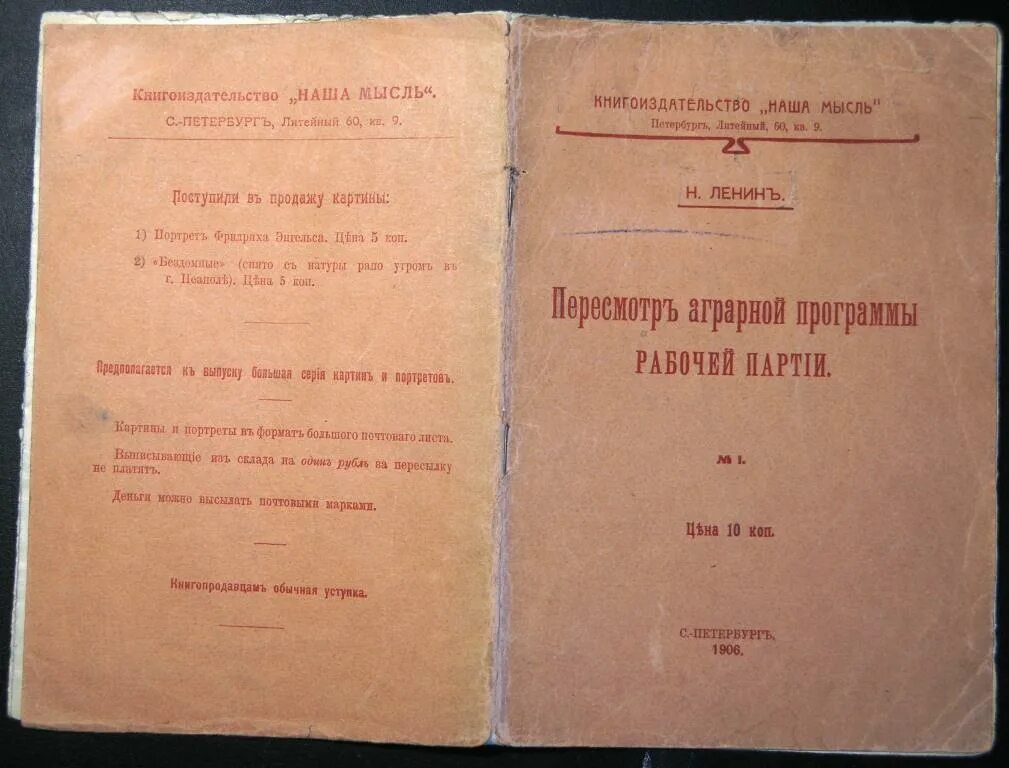 Книгоиздательство „НАША МЫСЛЬ“.
С.-ПЕТЕРБУРГЪ, Литейный 60, кв. 9.
Поступили въ продажу картины:
1) Портретъ Фридриха Энгельса. Цѣна 5 коп.
2) «Бездомные» (снято съ натуры рано утромъ въ
г. Неаполѣ). Цѣна 5 коп.
Предполагается къ выпуску большая серія картинъ и портретовъ.
Картины и портреты въ форматъ большого почтоваго листа.
Выписывающіе изъ склада на одинъ рубль за пересылку
не платятъ.
Деньги можно высылать почтовыми марками.
Книгопродавцамъ обычная уступка.
КНИГОИЗДАТЕЛЬСТВО „НАША МЫСЛЬ“
Петербургъ, Литейный, 60, кв. 9.
Н. ЛЕНИНЪ.
Пересмотръ аграрной программы
РАБОЧЕЙ ПАРТІИ.
№ 1.
Цѣна 10 коп.
С.-ПЕТЕРБУРГЪ.
1906.